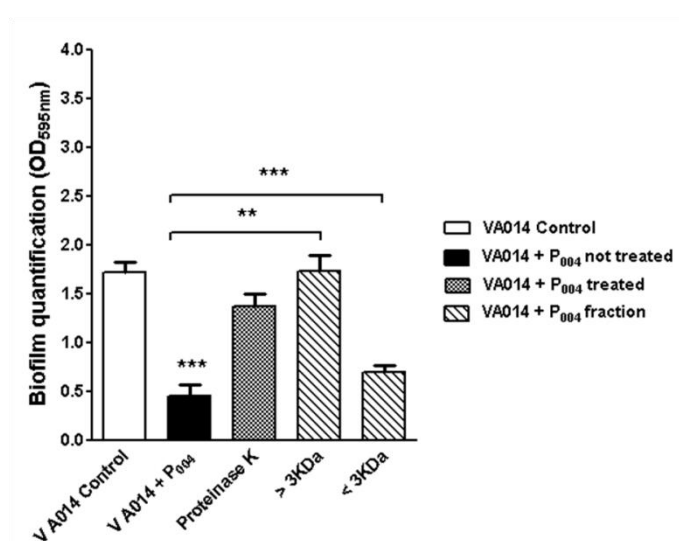 Biofilm quantification (OD595nm)
4.0
3.5
3.0
2.5
2.0
1.5
1.0
0.5
0.0
***
**
***
V A014 Control
V A014 + P004
Proteinase K
> 3KDa
< 3KDa
VA014 Control
VA014 + P004 not treated
VA014 + P004 treated
VA014 + P004 fraction